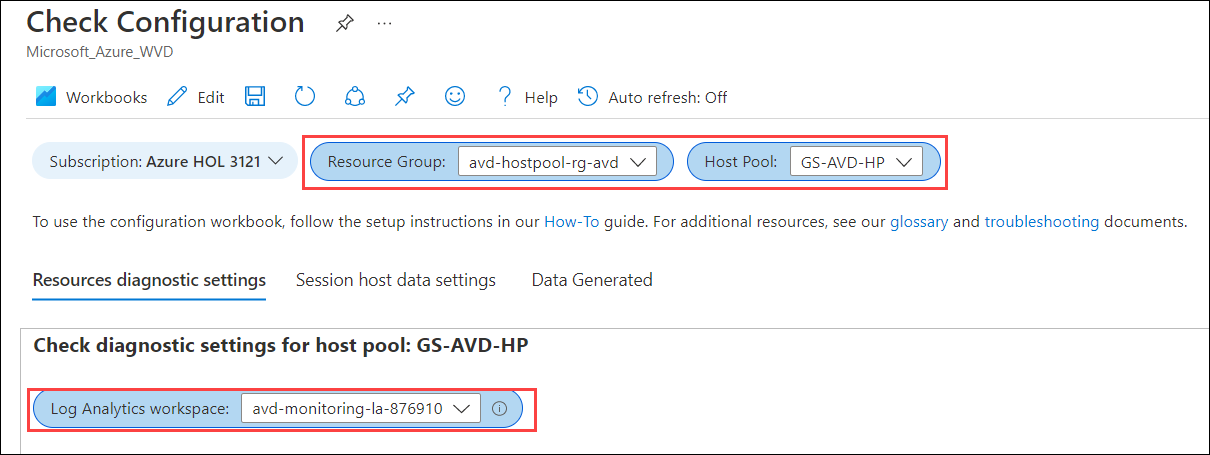 Check Configuration ...
Microsoft_Azure_WVD
Workbooks Edit ? Help Auto refresh: Off
Subscription: Azure HOL 3121 Resource Group: avd-hostpool-rg-avd Host Pool: GS-AVD-HP
To use the configuration workbook, follow the setup instructions in our How-To guide. For additional resources, see our glossary and troubleshooting documents.
Resources diagnostic settings Session host data settings Data Generated
Check diagnostic settings for host pool: GS-AVD-HP
Log Analytics workspace: avd-monitoring-la-876910